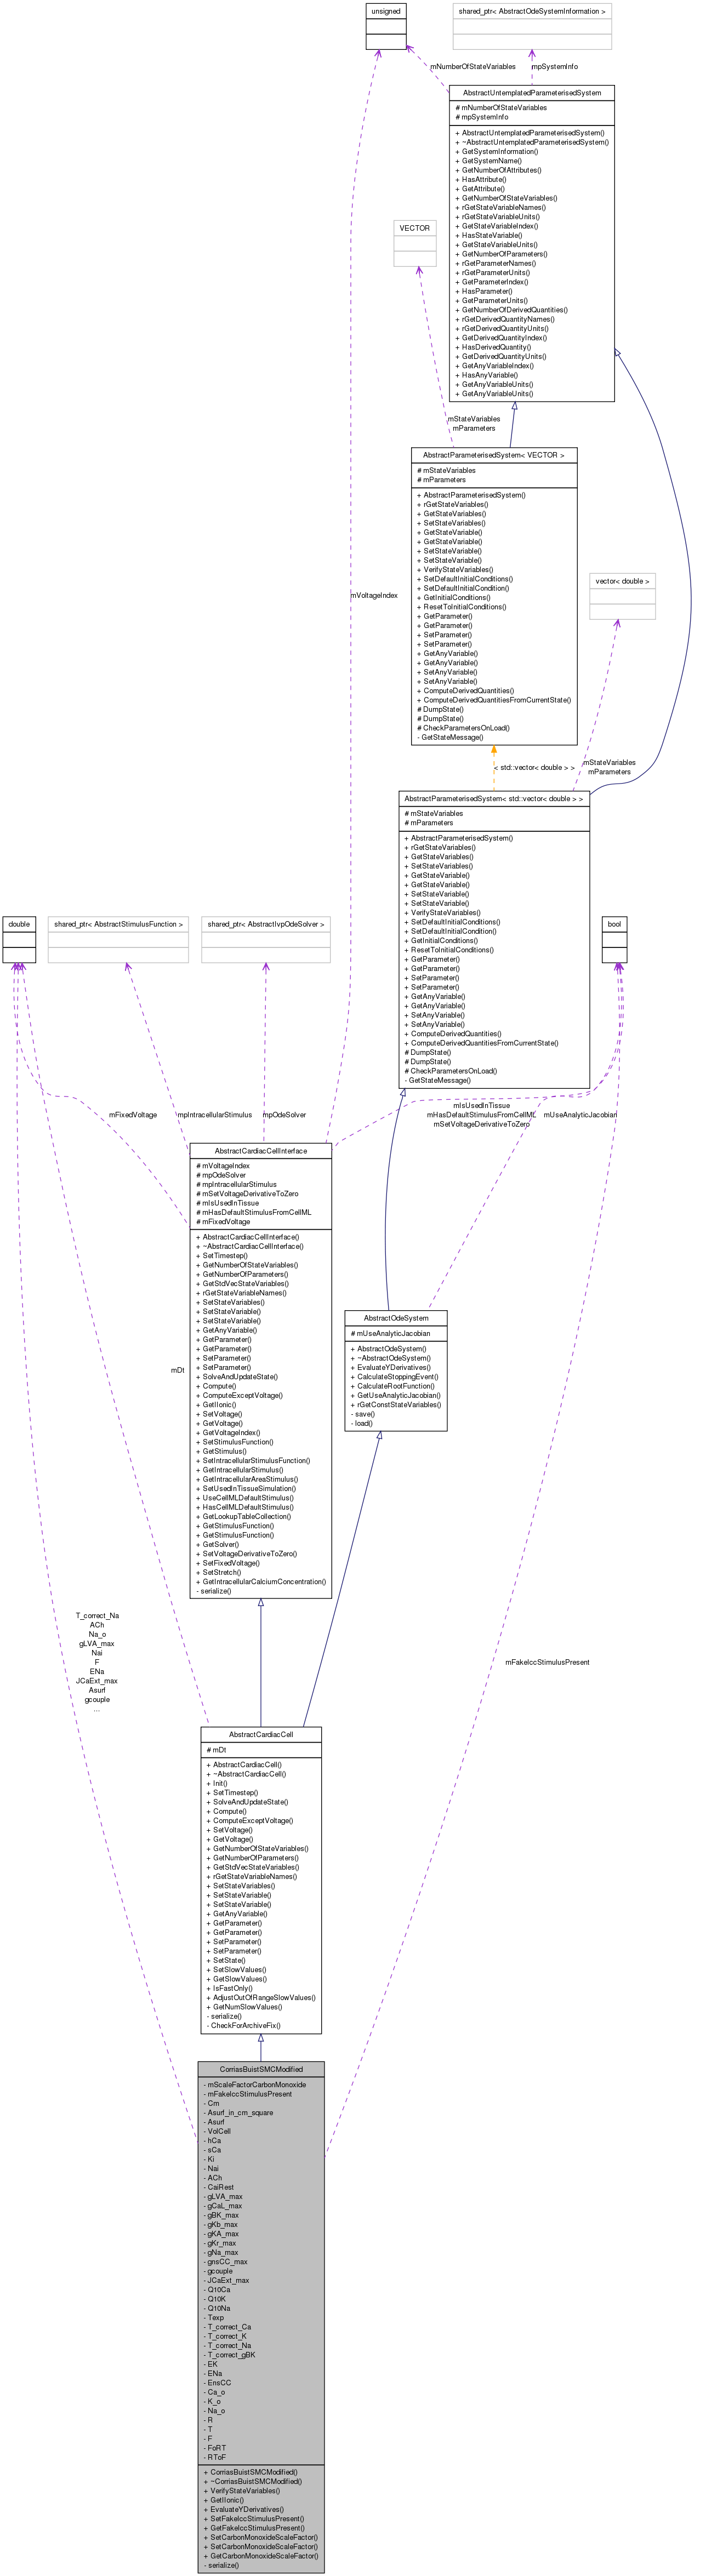 unsigned
shared_ptr< AbstractOdeSystemInformation >
mNumberOfStateVariables
mpSystemInfo
AbstractUntemplatedParameterisedSystem
# mNumberOfStateVariables
# mpSystemInfo
+ AbstractUntemplatedParameterisedSystem()
+ ~AbstractUntemplatedParameterisedSystem()
+ GetSystemInformation()
+ GetSystemName()
+ GetNumberOfAttributes()
+ HasAttribute()
+ GetAttribute()
+ GetNumberOfStateVariables()
+ rGetStateVariableNames()
+ rGetStateVariableUnits()
+ GetStateVariableIndex()
+ HasStateVariable()
+ GetStateVariableUnits()
+ GetNumberOfParameters()
+ rGetParameterNames()
+ rGetParameterUnits()
+ GetParameterIndex()
+ HasParameter()
+ GetParameterUnits()
+ GetNumberOfDerivedQuantities()
+ rGetDerivedQuantityNames()
+ rGetDerivedQuantityUnits()
+ GetDerivedQuantityIndex()
+ HasDerivedQuantity()
+ GetDerivedQuantityUnits()
+ GetAnyVariableIndex()
+ HasAnyVariable()
+ GetAnyVariableUnits()
+ GetAnyVariableUnits()
VECTOR
mStateVariables
mParameters
AbstractParameterisedSystem< VECTOR >
# mStateVariables
# mParameters
+ AbstractParameterisedSystem()
+ rGetStateVariables()
+ GetStateVariables()
+ SetStateVariables()
+ GetStateVariable()
+ GetStateVariable()
+ SetStateVariable()
+ SetStateVariable()
+ VerifyStateVariables()
+ SetDefaultInitialConditions()
+ SetDefaultInitialCondition()
+ GetInitialConditions()
+ ResetToInitialConditions()
+ GetParameter()
+ GetParameter()
+ SetParameter()
+ SetParameter()
+ GetAnyVariable()
+ GetAnyVariable()
+ SetAnyVariable()
+ SetAnyVariable()
+ ComputeDerivedQuantities()
+ ComputeDerivedQuantitiesFromCurrentState()
# DumpState()
# DumpState()
# CheckParametersOnLoad()
- GetStateMessage()
mVoltageIndex
vector< double >
< std::vector< double > >
mStateVariables
mParameters
AbstractParameterisedSystem< std::vector< double > >
# mStateVariables
# mParameters
+ AbstractParameterisedSystem()
+ rGetStateVariables()
+ GetStateVariables()
+ SetStateVariables()
+ GetStateVariable()
+ GetStateVariable()
+ SetStateVariable()
+ SetStateVariable()
+ VerifyStateVariables()
+ SetDefaultInitialConditions()
+ SetDefaultInitialCondition()
+ GetInitialConditions()
+ ResetToInitialConditions()
+ GetParameter()
+ GetParameter()
+ SetParameter()
+ SetParameter()
+ GetAnyVariable()
+ GetAnyVariable()
+ SetAnyVariable()
+ SetAnyVariable()
+ ComputeDerivedQuantities()
+ ComputeDerivedQuantitiesFromCurrentState()
# DumpState()
# DumpState()
# CheckParametersOnLoad()
- GetStateMessage()
double
shared_ptr< AbstractStimulusFunction >
shared_ptr< AbstractIvpOdeSolver >
bool
mFixedVoltage
mpIntracellularStimulus
mpOdeSolver
mIsUsedInTissue
mHasDefaultStimulusFromCellML
mSetVoltageDerivativeToZero
mUseAnalyticJacobian
AbstractCardiacCellInterface
# mVoltageIndex
# mpOdeSolver
# mpIntracellularStimulus
# mSetVoltageDerivativeToZero
# mIsUsedInTissue
# mHasDefaultStimulusFromCellML
# mFixedVoltage
+ AbstractCardiacCellInterface()
+ ~AbstractCardiacCellInterface()
+ SetTimestep()
+ GetNumberOfStateVariables()
+ GetNumberOfParameters()
+ GetStdVecStateVariables()
+ rGetStateVariableNames()
+ SetStateVariables()
+ SetStateVariable()
+ SetStateVariable()
+ GetAnyVariable()
+ GetParameter()
+ GetParameter()
+ SetParameter()
+ SetParameter()
+ SolveAndUpdateState()
+ Compute()
+ ComputeExceptVoltage()
+ GetIIonic()
+ SetVoltage()
+ GetVoltage()
+ GetVoltageIndex()
+ SetStimulusFunction()
+ GetStimulus()
+ SetIntracellularStimulusFunction()
+ GetIntracellularStimulus()
+ GetIntracellularAreaStimulus()
+ SetUsedInTissueSimulation()
+ UseCellMLDefaultStimulus()
+ HasCellMLDefaultStimulus()
+ GetLookupTableCollection()
+ GetStimulusFunction()
+ GetStimulusFunction()
+ GetSolver()
+ SetVoltageDerivativeToZero()
+ SetFixedVoltage()
+ SetStretch()
+ GetIntracellularCalciumConcentration()
- serialize()
AbstractOdeSystem
# mUseAnalyticJacobian
+ AbstractOdeSystem()
+ ~AbstractOdeSystem()
+ EvaluateYDerivatives()
+ CalculateStoppingEvent()
+ CalculateRootFunction()
+ GetUseAnalyticJacobian()
+ rGetConstStateVariables()
- save()
- load()
mDt
T_correct_Na
ACh
Na_o
gLVA_max
Nai
F
ENa
JCaExt_max
Asurf
gcouple
...
mFakeIccStimulusPresent
AbstractCardiacCell
# mDt
+ AbstractCardiacCell()
+ ~AbstractCardiacCell()
+ Init()
+ SetTimestep()
+ SolveAndUpdateState()
+ Compute()
+ ComputeExceptVoltage()
+ SetVoltage()
+ GetVoltage()
+ GetNumberOfStateVariables()
+ GetNumberOfParameters()
+ GetStdVecStateVariables()
+ rGetStateVariableNames()
+ SetStateVariables()
+ SetStateVariable()
+ SetStateVariable()
+ GetAnyVariable()
+ GetParameter()
+ GetParameter()
+ SetParameter()
+ SetParameter()
+ SetState()
+ SetSlowValues()
+ GetSlowValues()
+ IsFastOnly()
+ AdjustOutOfRangeSlowValues()
+ GetNumSlowValues()
- serialize()
- CheckForArchiveFix()
CorriasBuistSMCModified
- mScaleFactorCarbonMonoxide
- mFakeIccStimulusPresent
- Cm
- Asurf_in_cm_square
- Asurf
- VolCell
- hCa
- sCa
- Ki
- Nai
- ACh
- CaiRest
- gLVA_max
- gCaL_max
- gBK_max
- gKb_max
- gKA_max
- gKr_max
- gNa_max
- gnsCC_max
- gcouple
- JCaExt_max
- Q10Ca
- Q10K
- Q10Na
- Texp
- T_correct_Ca
- T_correct_K
- T_correct_Na
- T_correct_gBK
- EK
- ENa
- EnsCC
- Ca_o
- K_o
- Na_o
- R
- T
- F
- FoRT
- RToF
+ CorriasBuistSMCModified()
+ ~CorriasBuistSMCModified()
+ VerifyStateVariables()
+ GetIIonic()
+ EvaluateYDerivatives()
+ SetFakeIccStimulusPresent()
+ GetFakeIccStimulusPresent()
+ SetCarbonMonoxideScaleFactor()
+ SetCarbonMonoxideScaleFactor()
+ GetCarbonMonoxideScaleFactor()
- serialize()